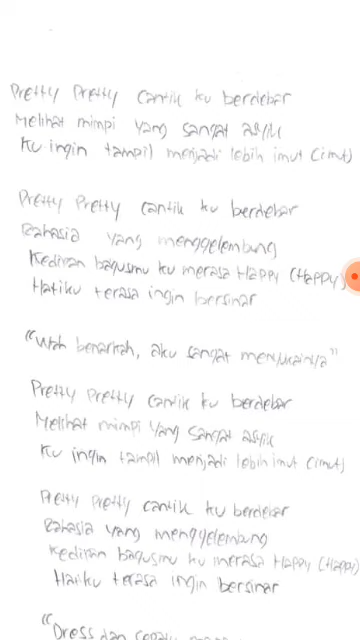 Pretty Pretty cantik ku berdebar
Melihat mimpi yang sangat asyik
Ku ingin tampil menjadi lebih imut (imut)
Pretty Pretty cantik ku berdebar
Rahasia yang menggelembung
Kediran bagusmu ku merasa Happy (Happy)
Hatiku terasa ingin bersinar
"Wah benarkah, aku sangat menyukainya"
Pretty Pretty cantik ku berdebar
Melihat mimpi yang sangat asyik
Ku ingin tampil menjadi lebih imut (imut)
Pretty Pretty cantik ku berdebar
Rahasia yang menggelembung
Kediran bagusmu ku merasa Happy (Happy)
Hatiku terasa ingin bersinar
"Dress dan sepatu